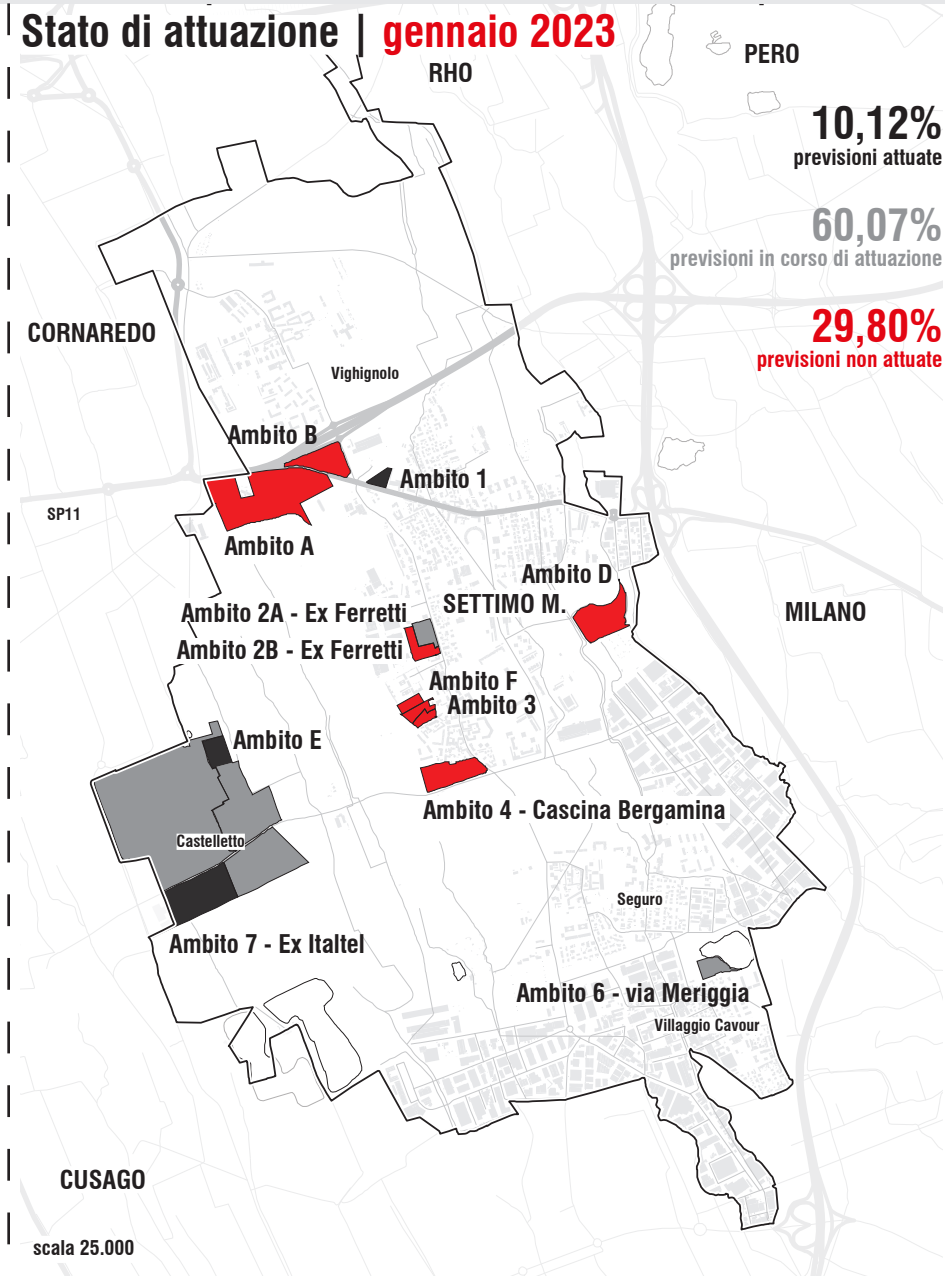 Stato di attuazione | gennaio 2023
RHO
PERO
10,12%
previsioni attuate
60,07%
previsioni in corso di attuazione
29,80%
previsioni non attuate
CORNAREDO
Vighignolo
Ambito B
Ambito 1
SP11
Ambito A
Ambito D
SETTIMO M.
MILANO
Ambito 2A - Ex Ferretti
Ambito 2B - Ex Ferretti
Ambito F
Ambito 3
Ambito E
Ambito 4 - Cascina Bergamina
Castelletto
Seguro
Ambito 7 - Ex Italtel
Ambito 6 - via Meriggia
Villaggio Cavour
CUSAGO
scala 25.000